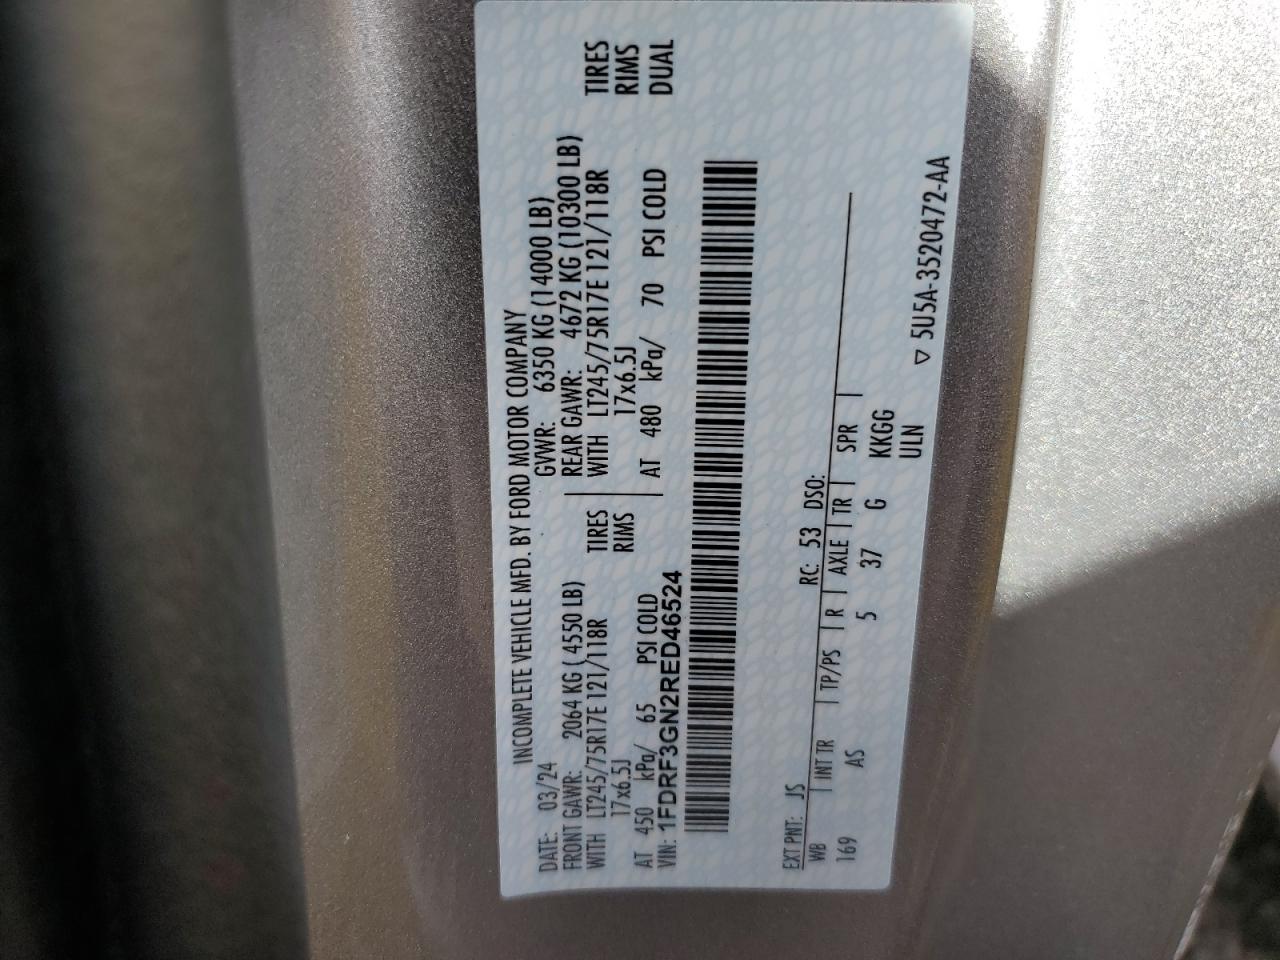 INCOMPLETE VEHICLE MFD. BY FORD MOTOR COMPANY
DATE: 03/24 GVWR: 6350 KG (14000 LB)
FRONT GAWR: 2064 KG ( 4550 LB) REAR GAWR: 4672 KG (10300 LB)
WITH LT245/75R17E 121/118R TIRES WITH LT245/75R17E 121/118R TIRES
17x6.5J RIMS 17x6.5J RIMS
AT 450 kPa/ 65 PSI COLD AT 480 kPa/ 70 PSI COLD DUAL
VIN: 1FDRF3GN2RED46524
EXT PNT: JS RC: 53 DSO:
WB INT TR TP/PS R AXLE TR SPR
169 AS 5 37 G KKGG
ULN
▽ 5U5A-3520472-AA